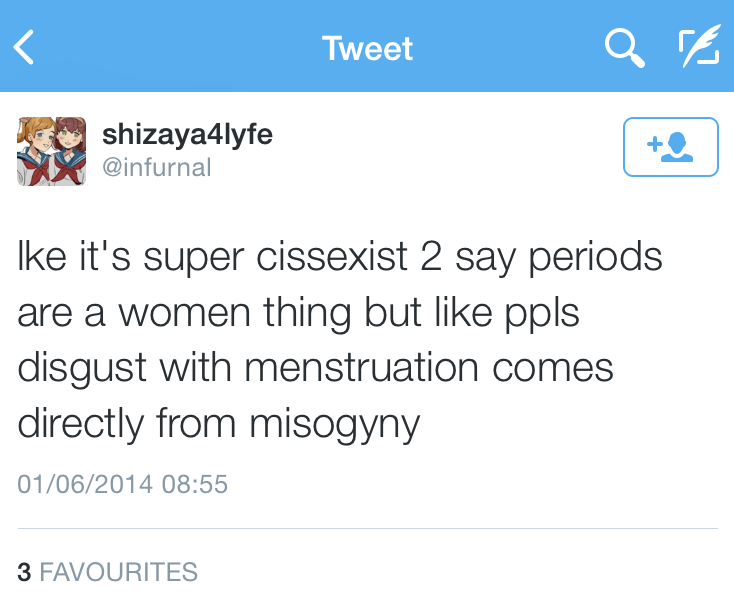 Tweet
shizaya4lyfe
@infurnal
lke it's super cissexist 2 say periods
are a women thing but like ppls
disgust with menstruation comes
directly from misogyny
01/06/2014 08:55
3 FAVOURITES